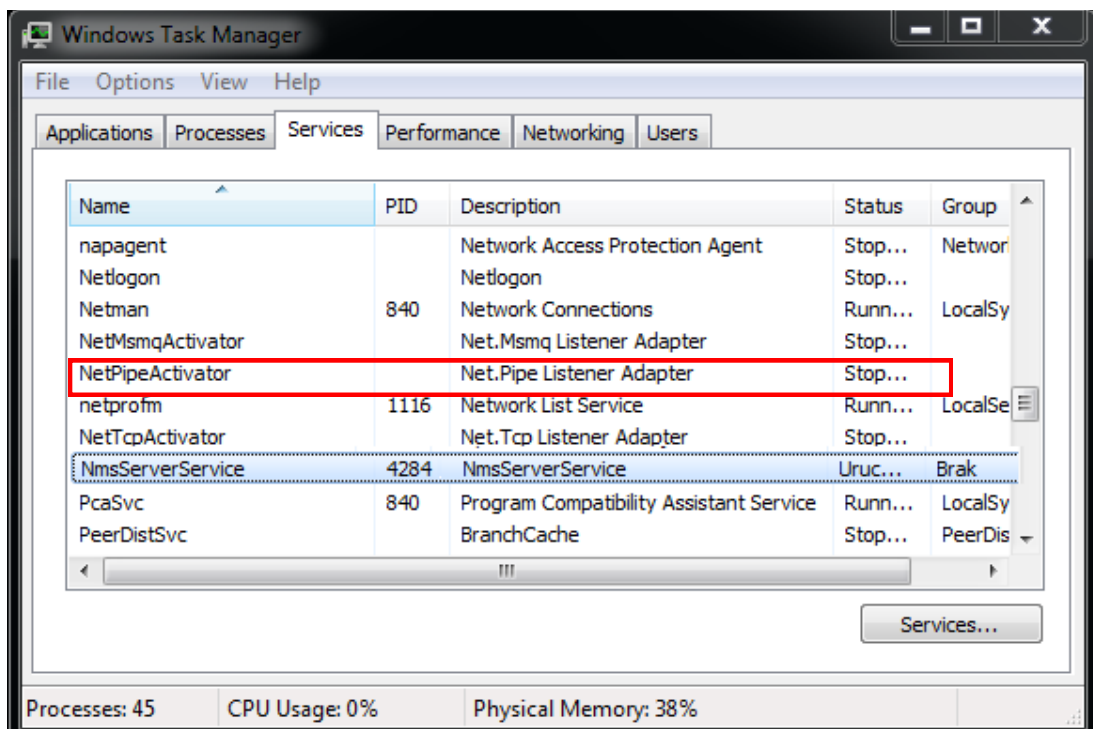 Windows Task Manager
File Options View Help
Applications Processes Services Performance Networking Users
Name PID Description Status Group
napagent Network Access Protection Agent Stop... Networ
Netlogon Netlogon Stop...
Netman 840 Network Connections Runn... LocalSy
NetMsmqActivator Net.Msmq Listener Adapter Stop...
NetPipeActivator Net.Pipe Listener Adapter Stop...
netprofm 1116 Network List Service Runn... LocalSe
NetTcpActivator Net.Tcp Listener Adapter Stop...
NmsServerService 4284 NmsServerService Uruc... Brak
PcaSvc 840 Program Compatibility Assistant Service Runn... LocalSy
PeerDistSvc BranchCache Stop... PeerDis
Services...
Processes: 45 CPU Usage: 0% Physical Memory: 38%